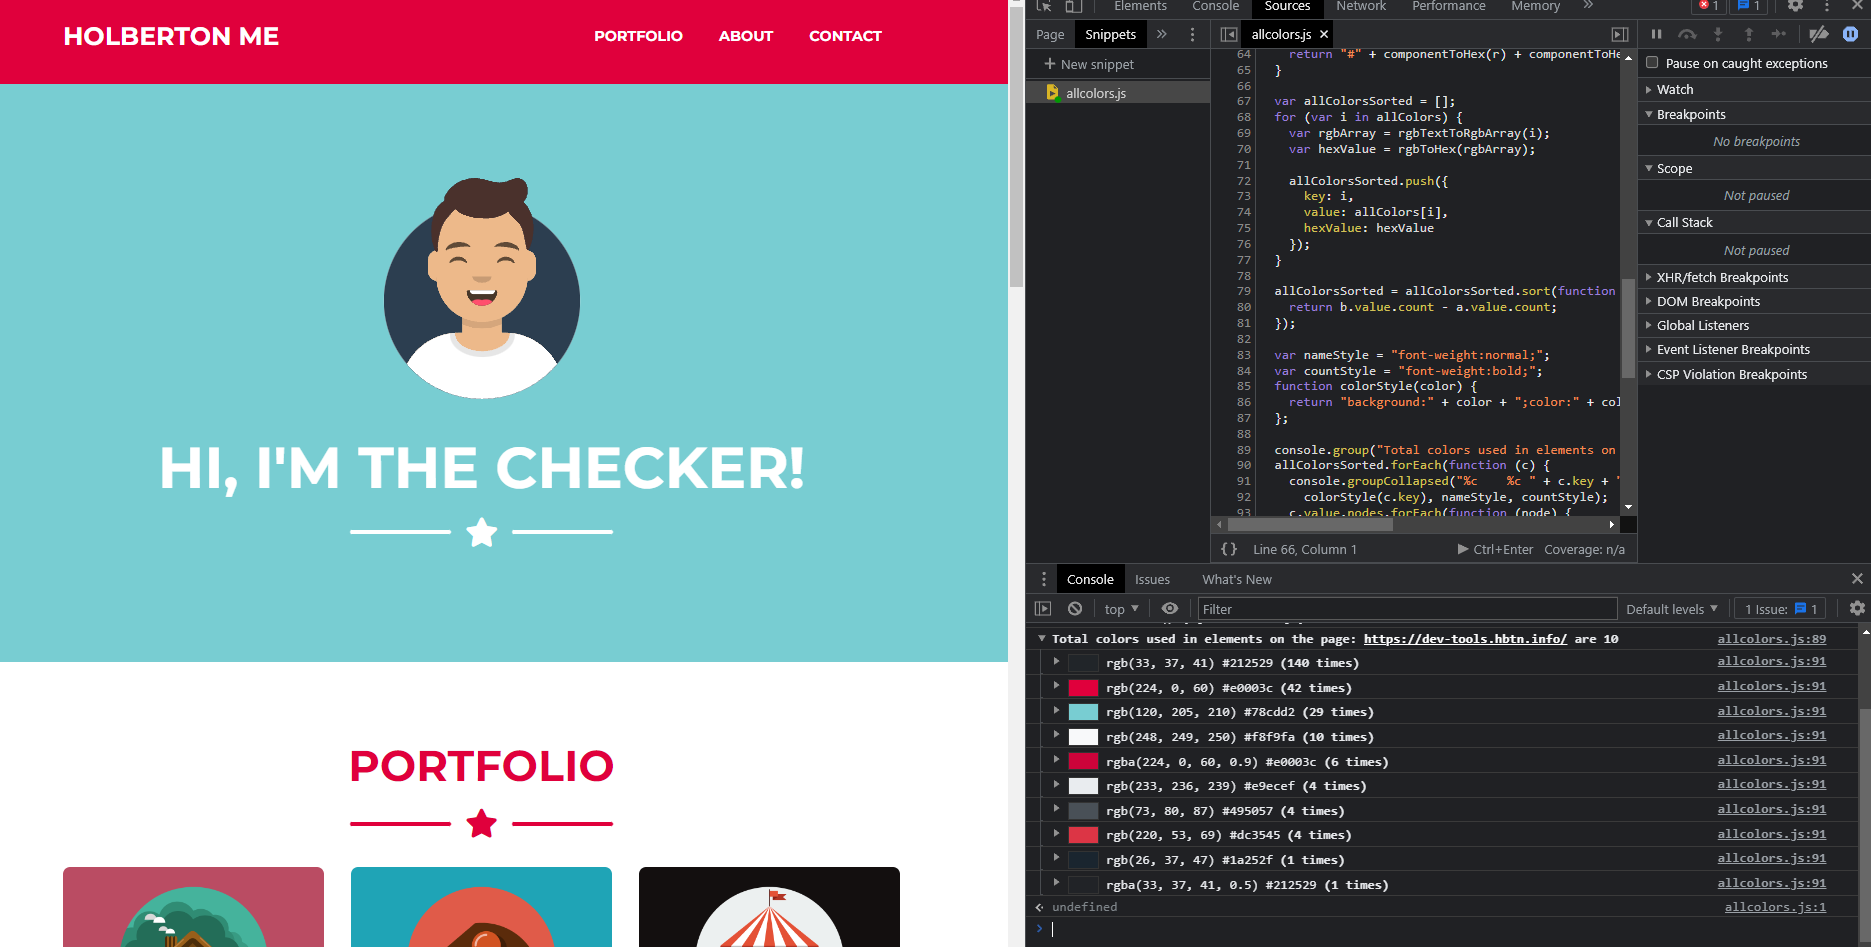 HOLBERTON ME
PORTFOLIO ABOUT CONTACT
HI, I'M THE CHECKER!
PORTFOLIO
Elements Console Sources Network Performance Memory » 1 1
Page Snippets »
+ New snippet
allcolors.js
allcolors.js ×
64 return "#" + componentToHex(r) + componentToHe
65 }
66
67 var allColorsSorted = [];
68 for (var i in allColors) {
69 var rgbArray = rgbTextToRgbArray(i);
70 var hexValue = rgbToHex(rgbArray);
71
72 allColorsSorted.push({
73 key: i,
74 value: allColors[i],
75 hexValue: hexValue
76 });
77 }
78
79 allColorsSorted = allColorsSorted.sort(function
80 return b.value.count - a.value.count;
81 });
82
83 var nameStyle = "font-weight:normal;";
84 var countStyle = "font-weight:bold;";
85 function colorStyle(color) {
86 return "background:" + color + ";color:" + col
87 };
88
89 console.group("Total colors used in elements on
90 allColorsSorted.forEach(function (c) {
91 console.groupCollapsed("%c %c " + c.key + "
92 colorStyle(c.key), nameStyle, countStyle);
93 c.value.nodes.forEach(function (node) {
{} Line 66, Column 1 Ctrl+Enter Coverage: n/a
Pause on caught exceptions
Watch
Breakpoints
No breakpoints
Scope
Not paused
Call Stack
Not paused
XHR/fetch Breakpoints
DOM Breakpoints
Global Listeners
Event Listener Breakpoints
CSP Violation Breakpoints
Console Issues What's New
top Filter Default levels 1 Issue: 1
Total colors used in elements on the page: https://dev-tools.hbtn.info/ are 10 allcolors.js:89
rgb(33, 37, 41) #212529 (140 times) allcolors.js:91
rgb(224, 0, 60) #e0003c (42 times) allcolors.js:91
rgb(120, 205, 210) #78cdd2 (29 times) allcolors.js:91
rgb(248, 249, 250) #f8f9fa (10 times) allcolors.js:91
rgba(224, 0, 60, 0.9) #e0003c (6 times) allcolors.js:91
rgb(233, 236, 239) #e9ecef (4 times) allcolors.js:91
rgb(73, 80, 87) #495057 (4 times) allcolors.js:91
rgb(220, 53, 69) #dc3545 (4 times) allcolors.js:91
rgb(26, 37, 47) #1a252f (1 times) allcolors.js:91
rgba(33, 37, 41, 0.5) #212529 (1 times) allcolors.js:91
undefined allcolors.js:1